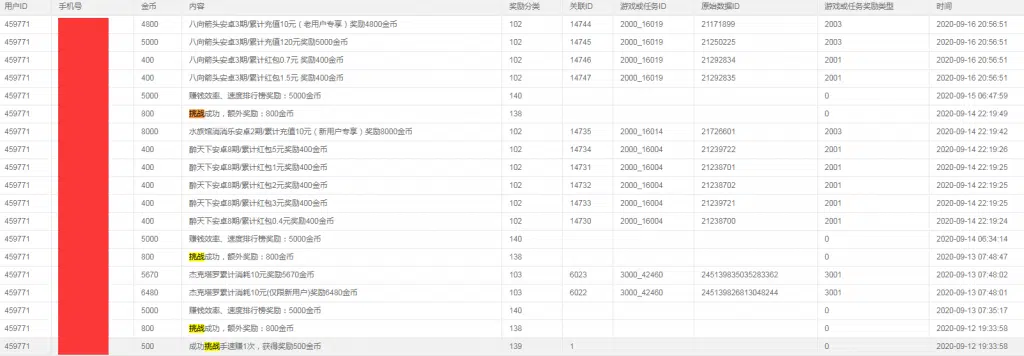 用户ID 手机号 金币 内容 奖励分类 关联ID 游戏或任务ID 原始数据ID 游戏或任务奖励类型 时间
459771 4800 八向箭头安卓3期/累计充值10元（老用户专享）奖励4800金币 102 14744 2000_16019 21171899 2003 2020-09-16 20:56:51
459771 5000 八向箭头安卓3期/累计充值120元奖励5000金币 102 14745 2000_16019 21250225 2003 2020-09-16 20:56:51
459771 400 八向箭头安卓3期/累计红包0.7元 奖励400金币 102 14746 2000_16019 21292834 2001 2020-09-16 20:56:51
459771 400 八向箭头安卓3期/累计红包1.5元 奖励400金币 102 14747 2000_16019 21292835 2001 2020-09-16 20:56:51
459771 5000 赚钱效率、速度排行榜奖励：5000金币 140 0 2020-09-15 06:47:59
459771 800 挑战成功，额外奖励：800金币 138 0 2020-09-14 22:19:49
459771 8000 水族馆消消乐安卓2期/累计充值10元（新用户专享）奖励8000金币 102 14735 2000_16014 21726601 2003 2020-09-14 22:19:42
459771 400 醉天下安卓8期/累计红包5元奖励400金币 102 14734 2000_16004 21239722 2001 2020-09-14 22:19:26
459771 400 醉天下安卓8期/累计红包1元奖励400金币 102 14731 2000_16004 21238701 2001 2020-09-14 22:19:25
459771 400 醉天下安卓8期/累计红包2元奖励400金币 102 14732 2000_16004 21238702 2001 2020-09-14 22:19:25
459771 400 醉天下安卓8期/累计红包3元奖励400金币 102 14733 2000_16004 21239721 2001 2020-09-14 22:19:25
459771 400 醉天下安卓8期/累计红包0.4元奖励400金币 102 14730 2000_16004 21238700 2001 2020-09-14 22:19:24
459771 5000 赚钱效率、速度排行榜奖励：5000金币 140 0 2020-09-14 06:34:14
459771 800 挑战成功，额外奖励：800金币 138 0 2020-09-13 07:48:47
459771 5670 杰克塔罗累计消耗10元奖励5670金币 103 6023 3000_42460 245139835035283362 3001 2020-09-13 07:48:02
459771 6480 杰克塔罗累计消耗10元(仅限新用户)奖励6480金币 103 6022 3000_42460 245139826813048244 3001 2020-09-13 07:48:01
459771 5000 赚钱效率、速度排行榜奖励：5000金币 140 0 2020-09-13 07:35:17
459771 800 挑战成功，额外奖励：800金币 138 0 2020-09-12 19:33:58
459771 500 成功挑战手速赚1次，获得奖励500金币 139 1 0 2020-09-12 19:33:58